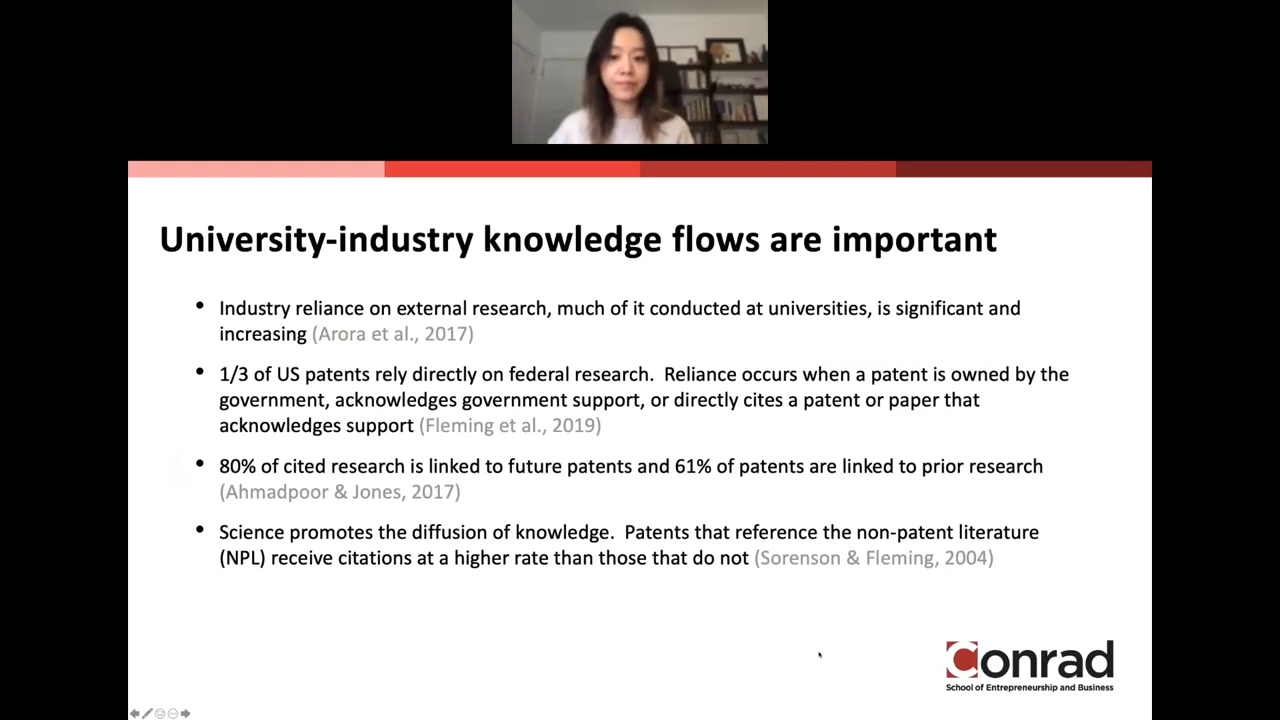 University-industry knowledge flows are important
• Industry reliance on external research, much of it conducted at universities, is significant and
increasing (Arora et al., 2017)
• 1/3 of US patents rely directly on federal research.  Reliance occurs when a patent is owned by the
government, acknowledges government support, or directly cites a patent or paper that
acknowledges support (Fleming et al., 2019)
• 80% of cited research is linked to future patents and 61% of patents are linked to prior research
(Ahmadpoor & Jones, 2017)
• Science promotes the diffusion of knowledge.  Patents that reference the non-patent literature
(NPL) receive citations at a higher rate than those that do not (Sorenson & Fleming, 2004)
Conrad
School of Entrepreneurship and Business